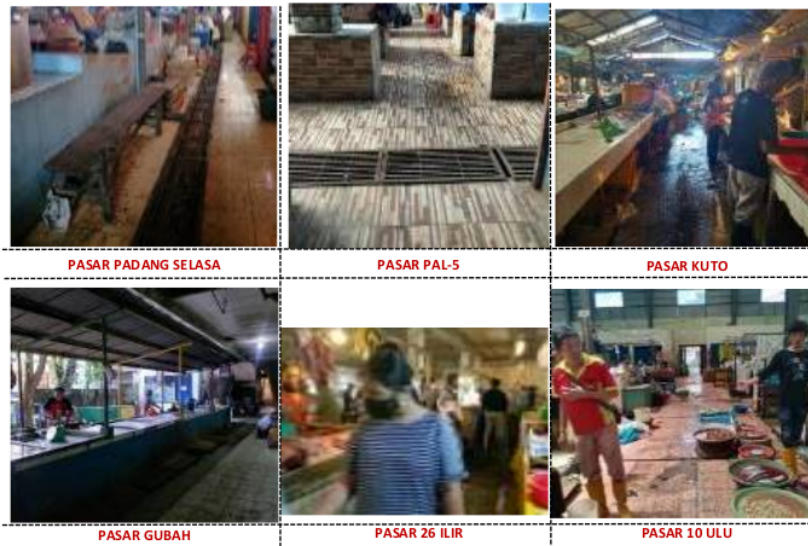 PASAR PADANG SELASA
PASAR PAL-5
PASAR KUTO
PASAR GUBAH
PASAR 26 ILIR
PASAR 10 ULU